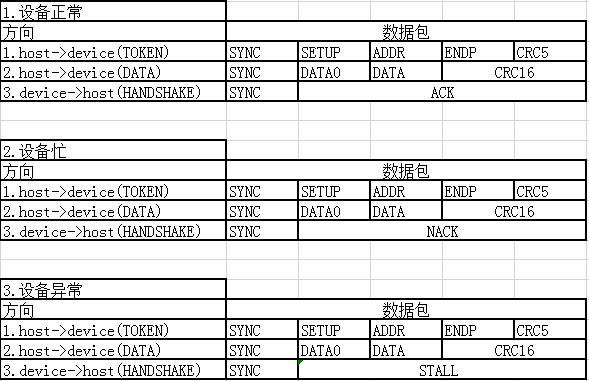 1.设备正常
方向 数据包
1.host->device(TOKEN) SYNC SETUP ADDR ENDP CRC5
2.host->device(DATA) SYNC DATA0 DATA CRC16
3.device->host(HANDSHAKE) SYNC ACK
2.设备忙
方向 数据包
1.host->device(TOKEN) SYNC SETUP ADDR ENDP CRC5
2.host->device(DATA) SYNC DATA0 DATA CRC16
3.device->host(HANDSHAKE) SYNC NACK
3.设备异常
方向 数据包
1.host->device(TOKEN) SYNC SETUP ADDR ENDP CRC5
2.host->device(DATA) SYNC DATA0 DATA CRC16
3.device->host(HANDSHAKE) SYNC STALL